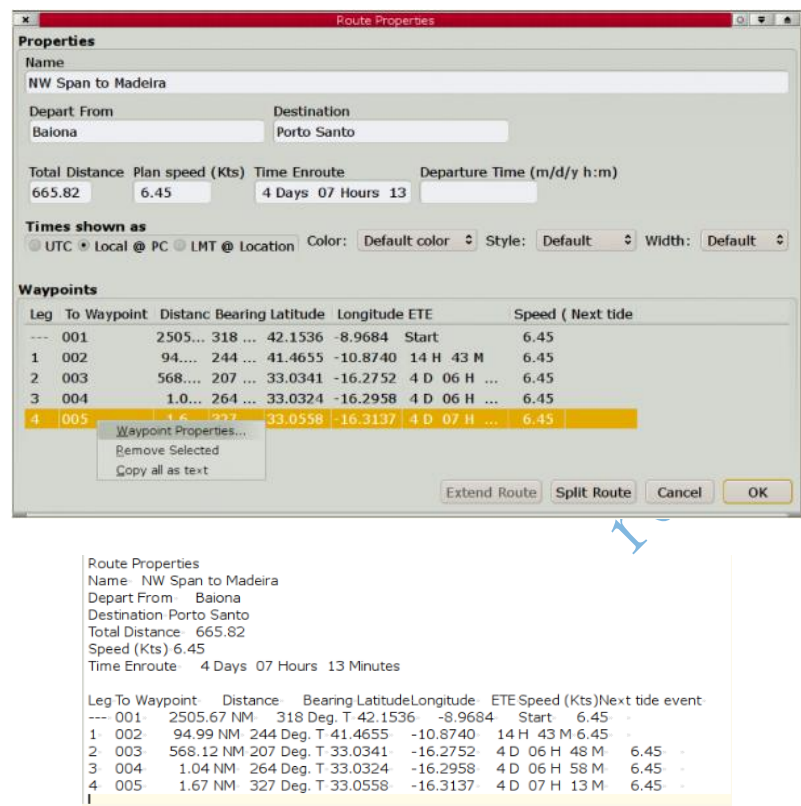 Route Properties
Properties
Name
NW Span to Madeira
Depart From Destination
Baiona Porto Santo
Total Distance Plan speed (Kts) Time Enroute Departure Time (m/d/y h:m)
665.82 6.45 4 Days 07 Hours 13
Times shown as
UTC Local @ PC LMT @ Location Color: Default color Style: Default Width: Default
Waypoints
Leg To Waypoint Distanc Bearing Latitude Longitude ETE Speed ( Next tide
--- 001 2505... 318 ... 42.1536 -8.9684 Start 6.45
1 002 94.... 244 ... 41.4655 -10.8740 14 H 43 M 6.45
2 003 568.... 207 ... 33.0341 -16.2752 4 D 06 H ... 6.45
3 004 1.0... 264 ... 33.0324 -16.2958 4 D 06 H ... 6.45
4 005 1.6... 327 ... 33.0558 -16.3137 4 D 07 H ... 6.45
Waypoint Properties...
Remove Selected
Copy all as text
Extend Route Split Route Cancel OK
Route Properties
Name NW Span to Madeira
Depart From Baiona
Destination Porto Santo
Total Distance 665.82
Speed (Kts) 6.45
Time Enroute 4 Days 07 Hours 13 Minutes
Leg To Waypoint Distance Bearing Latitude Longitude ETE Speed (Kts) Next tide event
--- 001 2505.67 NM 318 Deg. T 42.1536 -8.9684 Start 6.45
1 002 94.99 NM 244 Deg. T 41.4655 -10.8740 14 H 43 M 6.45
2 003 568.12 NM 207 Deg. T 33.0341 -16.2752 4 D 06 H 48 M 6.45
3 004 1.04 NM 264 Deg. T 33.0324 -16.2958 4 D 06 H 58 M 6.45
4 005 1.67 NM 327 Deg. T 33.0558 -16.3137 4 D 07 H 13 M 6.45